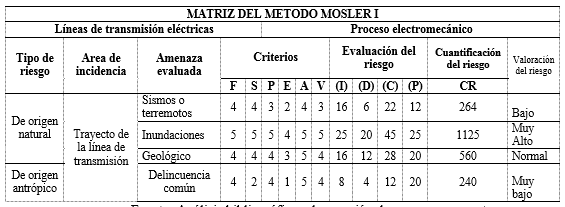 MATRIZ DEL METODO MOSLER I
Líneas de transmisión eléctricas Proceso electromecánico
Tipo de riesgo Area de incidencia Amenaza evaluada Criterios Evaluación del riesgo Cuantificación del riesgo Valoración del riesgo
F S P E A V (I) (D) (C) (P) CR
De origen natural Trayecto de la línea de transmisión Sismos o terremotos 4 4 3 2 4 3 16 6 22 12 264 Bajo
Inundaciones 5 5 5 4 5 5 25 20 45 25 1125 Muy Alto
Geológico 4 4 4 3 5 4 16 12 28 20 560 Normal
De origen antrópico Delincuencia común 4 2 4 1 5 4 8 4 12 20 240 Muy bajo